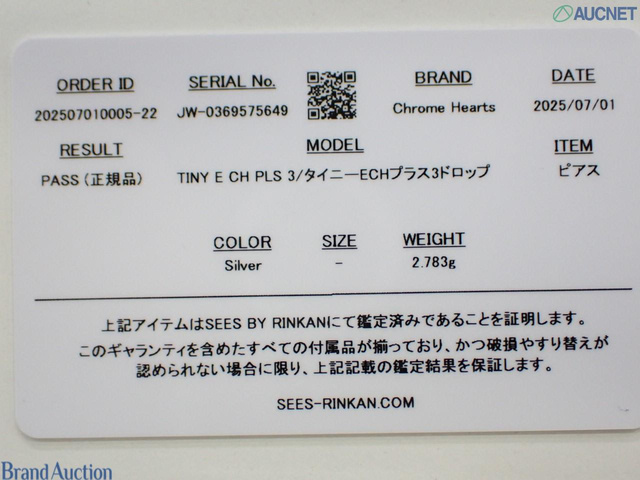 AUCNET
ORDER ID SERIAL No. BRAND DATE
202507010005-22 JW-0369575649 Chrome Hearts 2025/07/01
RESULT MODEL ITEM
PASS (正規品) TINY E CH PLS 3/タイニーECHプラス3ドロップ ピアス
COLOR SIZE WEIGHT
Silver - 2.783g
上記アイテムはSEES BY RINKANにて鑑定済みであることを証明します。
このギャランティを含めたすべての付属品が揃っており、かつ破損やすり替えが
認められない場合に限り、上記記載の鑑定結果を保証します。
SEES-RINKAN.COM
Brand Auction